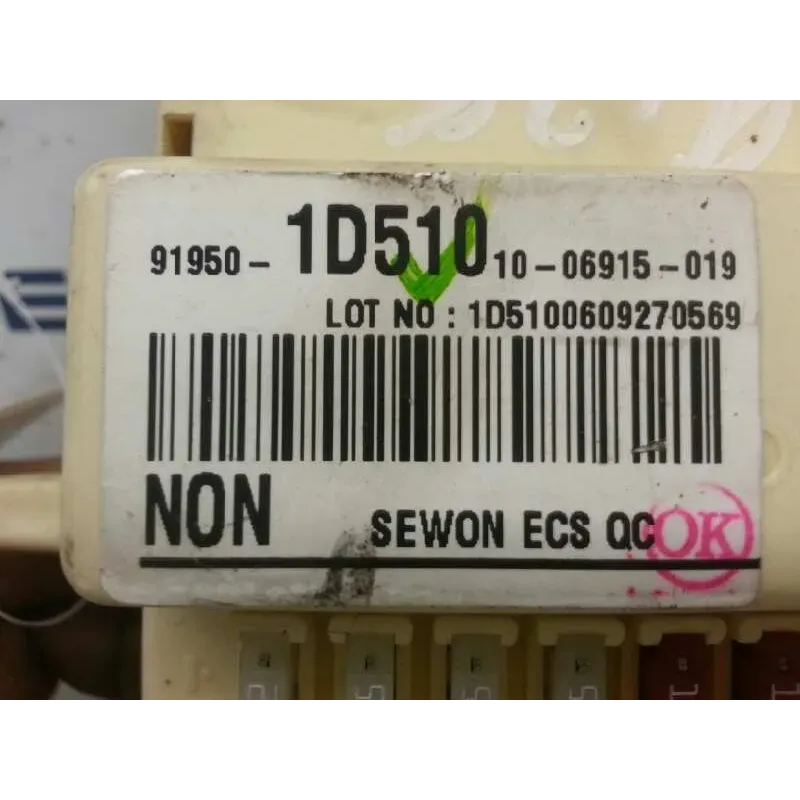 91950-1D510 10-06915-019
LOT NO : 1D5100609270569
NON SEWON ECS QC OK